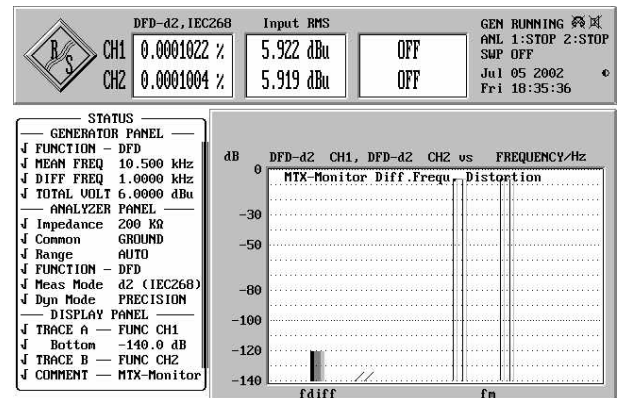 DFD-d2,IEC268 Input RMS
R S
CH1 0.0001022 % 5.922 dBu OFF
CH2 0.0001004 % 5.919 dBu OFF
GEN RUNNING
ANL 1:STOP 2:STOP
SWP OFF
Jul 05 2002
Fri 18:35:36
STATUS
GENERATOR PANEL
FUNCTION - DFD
MEAN FREQ 10.500 kHz
DIFF FREQ 1.0000 kHz
TOTAL VOLT 6.0000 dBu
ANALYZER PANEL
Impedance 200 KΩ
Common GROUND
Range AUTO
FUNCTION - DFD
Meas Mode d2 (IEC268)
Dyn Mode PRECISION
DISPLAY PANEL
TRACE A — FUNC CH1
Bottom -140.0 dB
TRACE B — FUNC CH2
COMMENT — MTX-Monitor
dB DFD-d2 CH1, DFD-d2 CH2 vs FREQUENCY/Hz
MTX-Monitor Diff.Frequ. Distortion
0
-30
-50
-80
-100
-120
-140
fdiff fm